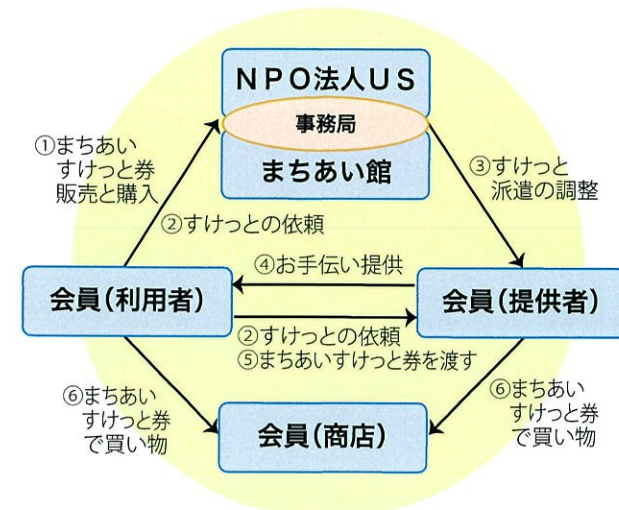 NPO法人US
事務局
まちあい館
①まちあい
すけっと券
販売と購入
②すけっとの依頼
③すけっと
派遣の調整
④お手伝い提供
会員(利用者)
会員(提供者)
②すけっとの依頼
⑤まちあいすけっと券を渡す
⑥まちあい
すけっと券
で買い物
会員(商店)
⑥まちあい
すけっと券
で買い物